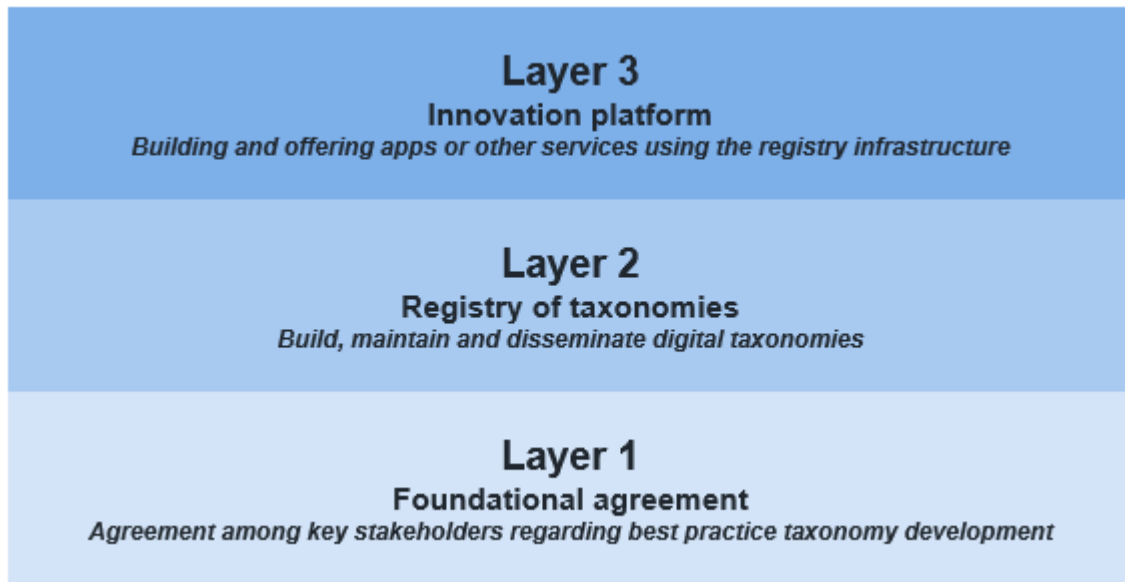 Layer 3
Innovation platform
Building and offering apps or other services using the registry infrastructure
Layer 2
Registry of taxonomies
Build, maintain and disseminate digital taxonomies
Layer 1
Foundational agreement
Agreement among key stakeholders regarding best practice taxonomy development